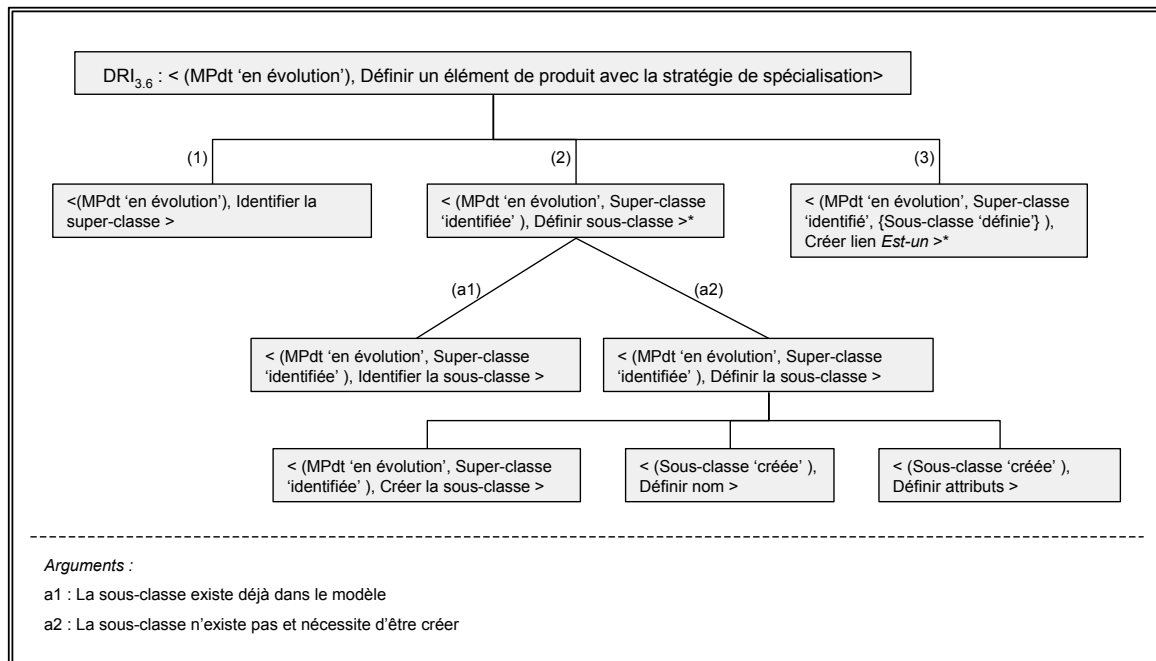 DRI3.6 : < (MPdt ‘en évolution’), Définir un élément de produit avec la stratégie de spécialisation>
(1)
(2)
(3)
<(MPdt ‘en évolution’), Identifier la
super-classe >
< (MPdt ‘en évolution’, Super-classe
‘identifiée’ ), Définir sous-classe >*
< (MPdt ‘en évolution’, Super-classe
‘identifié’, {Sous-classe ‘définie’} ),
Créer lien Est-un >*
(a1)
(a2)
< (MPdt ‘en évolution’, Super-classe
‘identifiée’ ), Identifier la sous-classe >
< (MPdt ‘en évolution’, Super-classe
‘identifiée’ ), Définir la sous-classe >
< (MPdt ‘en évolution’, Super-classe
‘identifiée’ ), Créer la sous-classe >
< (Sous-classe ‘créée’ ),
Définir nom >
< (Sous-classe ‘créée’ ),
Définir attributs >
Arguments :
a1 : La sous-classe existe déjà dans le modèle
a2 : La sous-classe n’existe pas et nécessite d’être créer